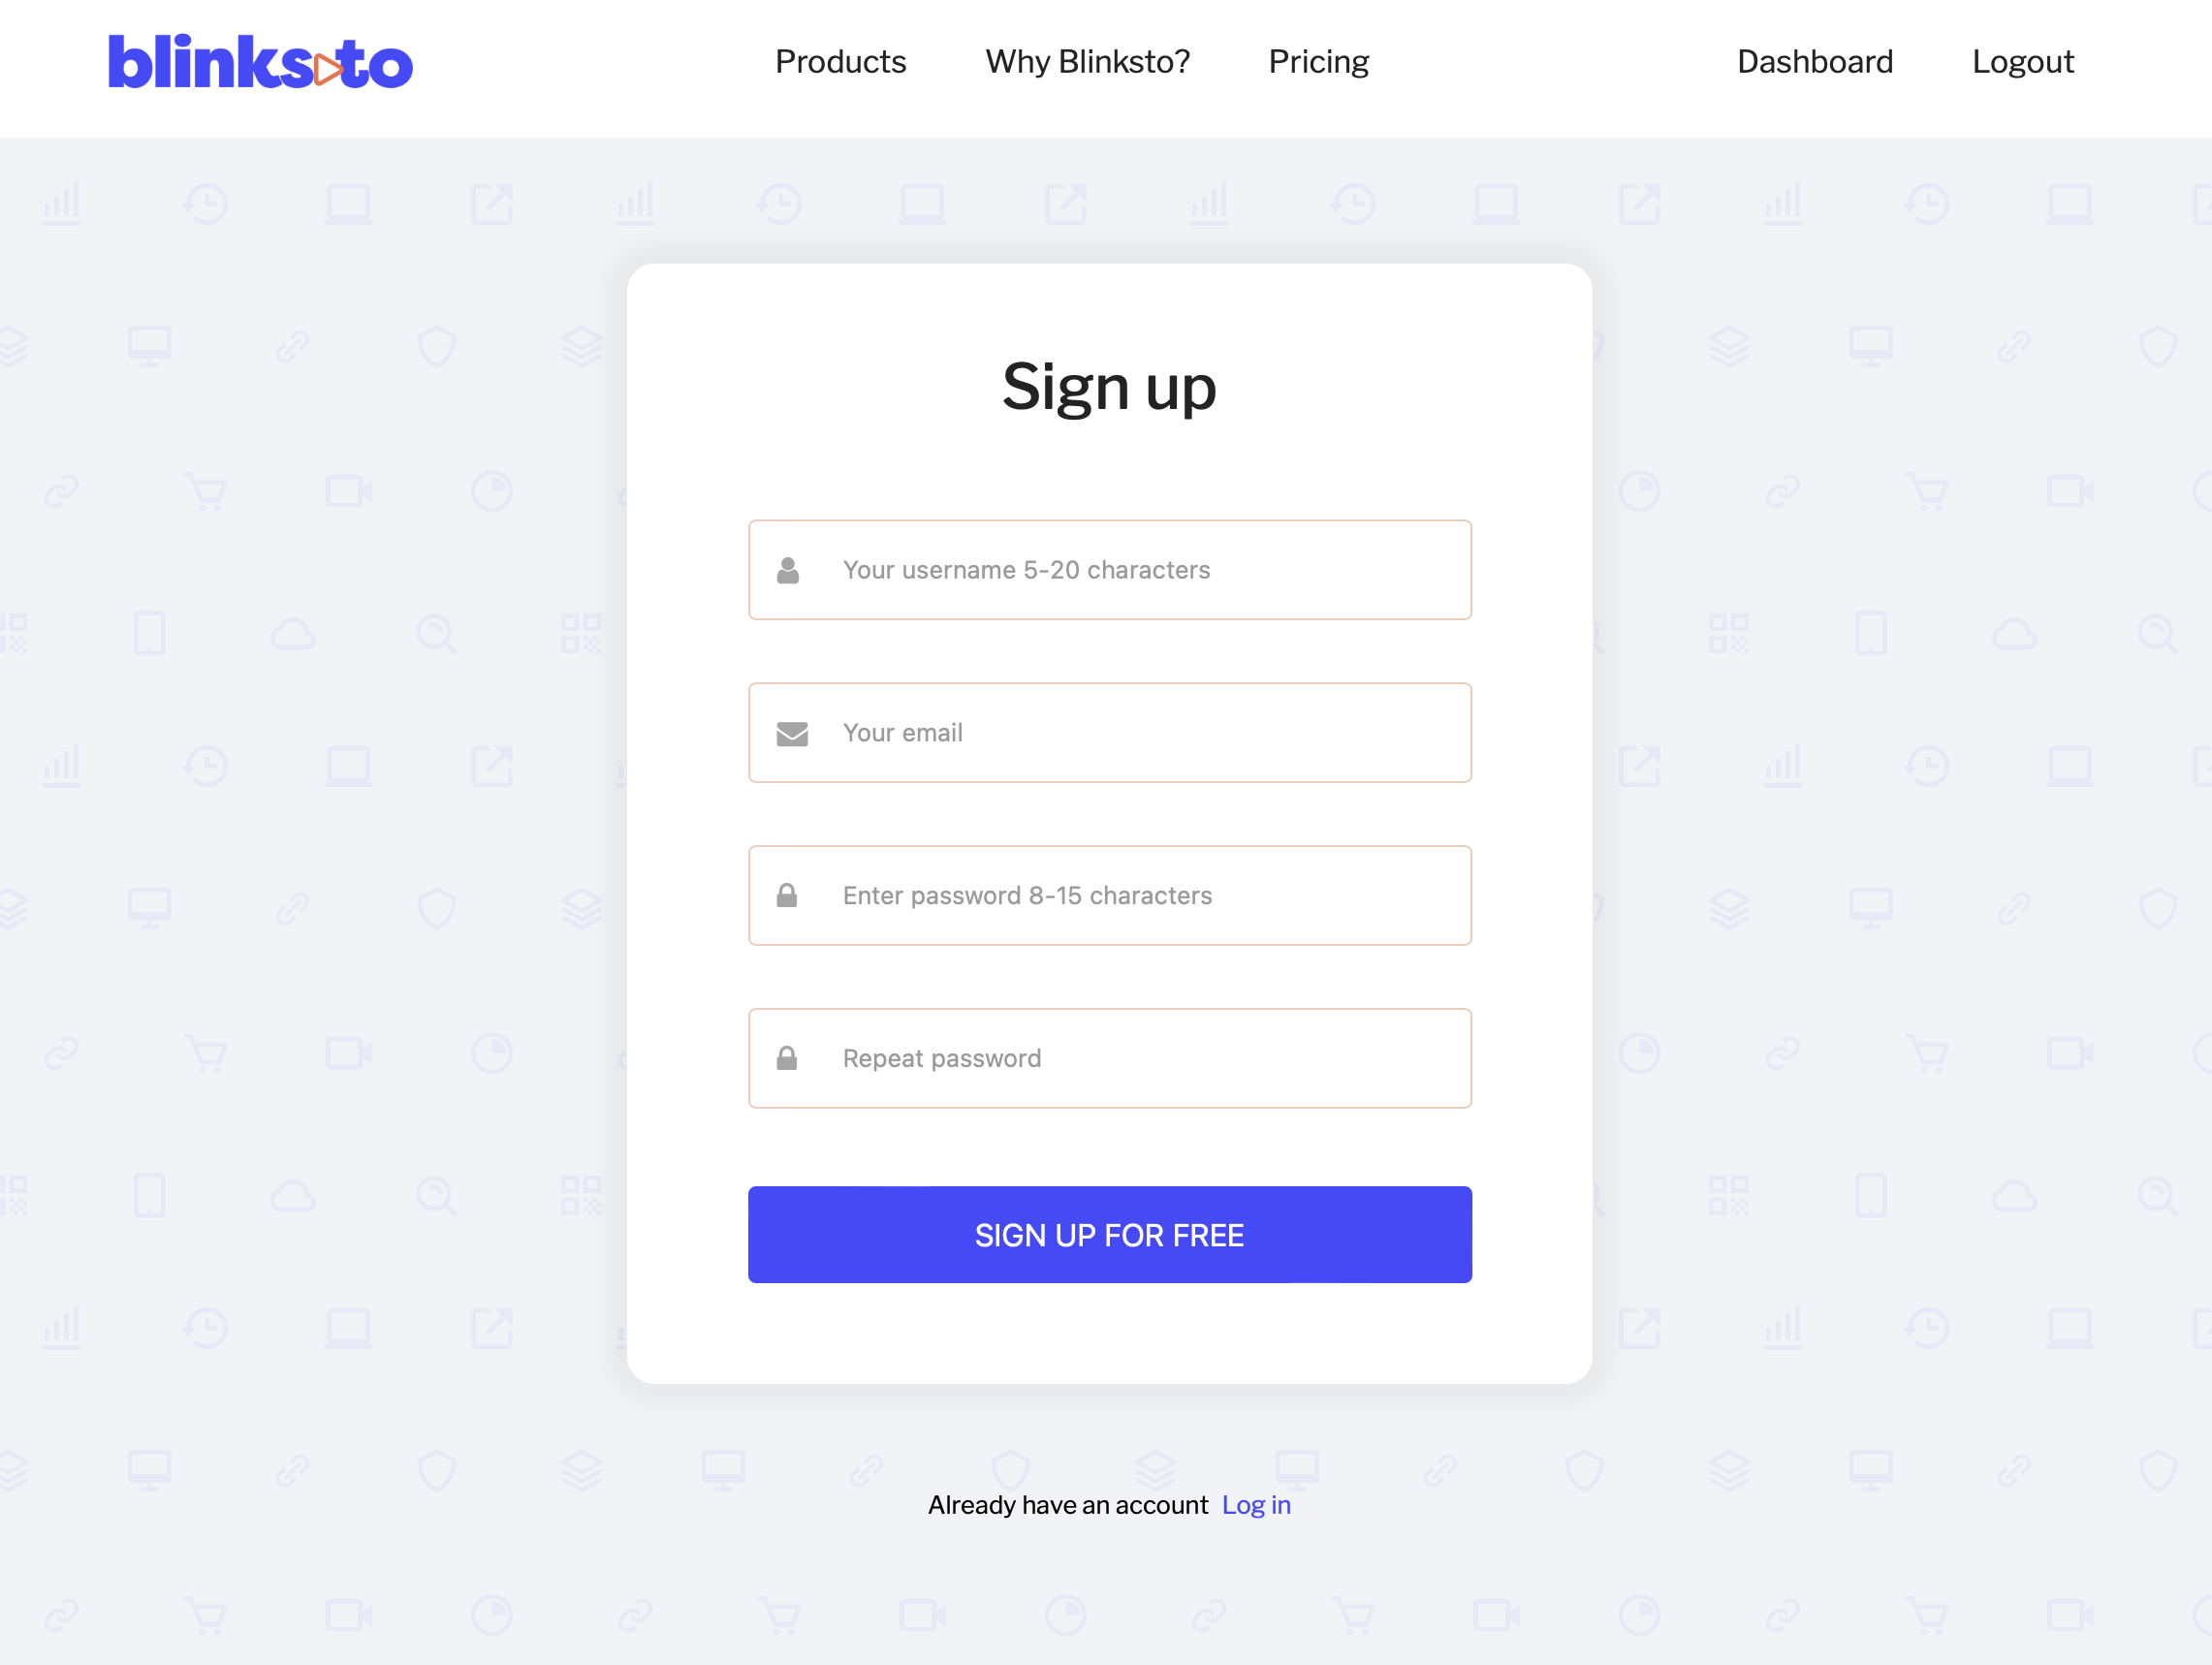 blinksto
Products Why Blinksto? Pricing Dashboard Logout
Sign up
Your username 5-20 characters
Your email
Enter password 8-15 characters
Repeat password
SIGN UP FOR FREE
Already have an account Log in